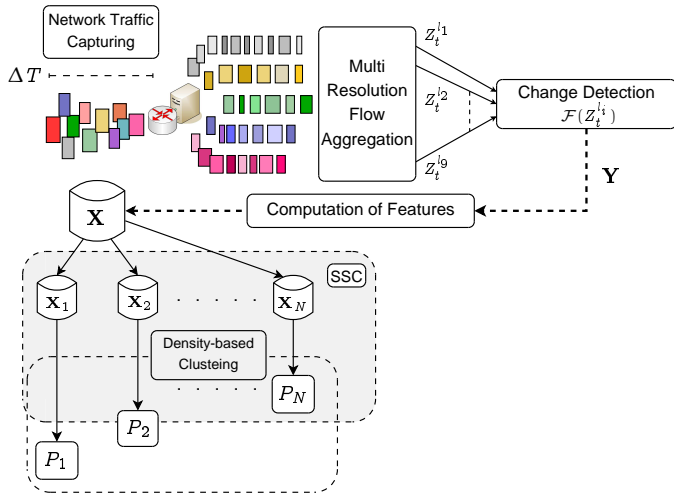 Network Traffic
Capturing
ΔT
Multi
Resolution
Flow
Aggregation
Z_t^{l_1}
Z_t^{l_2}
Z_t^{l_9}
Change Detection
F(Z_t^{l_i})
Y
Computation of Features
X
SSC
X_1
X_2
. . . . .
X_N
Density-based
Clusteing
. . . . .
P_N
P_2
P_1